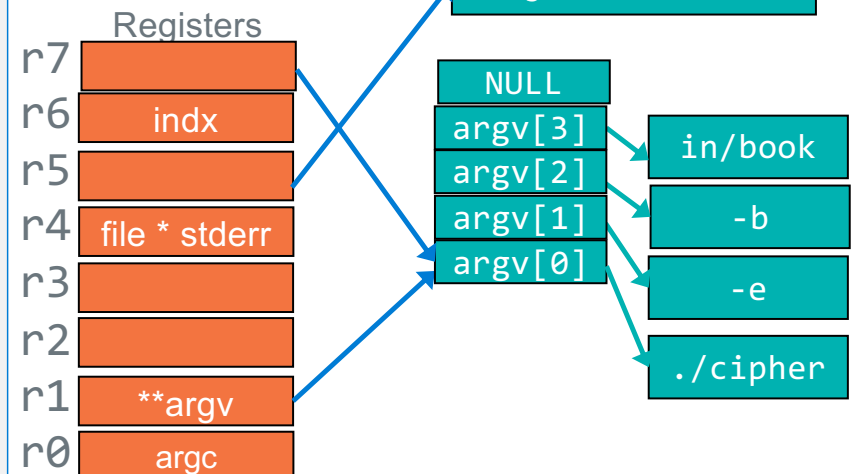 Registers
r7
r6 indx
r5
r4 file * stderr
r3
r2
r1 **argv
r0 argc
NULL
argv[3]
argv[2]
argv[1]
argv[0]
in/book
-b
-e
./cipher